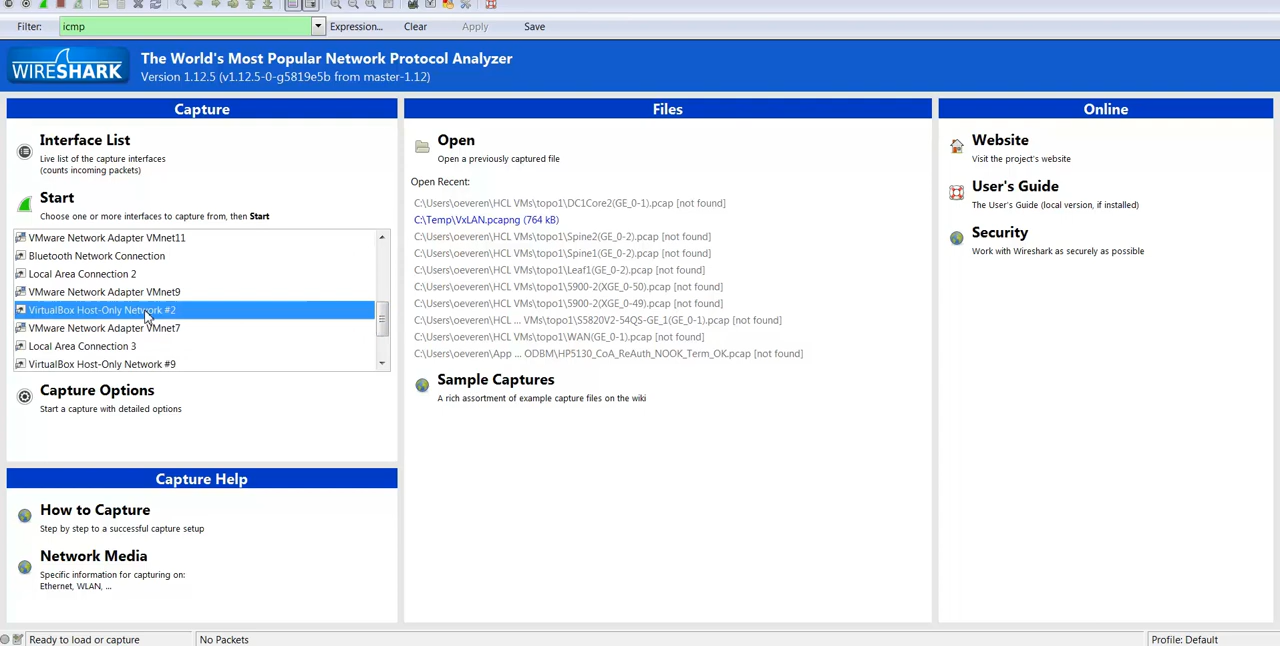 Filter: icmp Expression... Clear Apply Save
WIRESHARK
The World's Most Popular Network Protocol Analyzer
Version 1.12.5 (v1.12.5-0-g5819e5b from master-1.12)
Capture
Interface List
Live list of the capture interfaces
(counts incoming packets)
Start
Choose one or more interfaces to capture from, then Start
VMware Network Adapter VMnet11
Bluetooth Network Connection
Local Area Connection 2
VMware Network Adapter VMnet9
VirtualBox Host-Only Network #2
VMware Network Adapter VMnet7
Local Area Connection 3
VirtualBox Host-Only Network #9
Capture Options
Start a capture with detailed options
Capture Help
How to Capture
Step by step to a successful capture setup
Network Media
Specific information for capturing on:
Ethernet, WLAN, ...
Files
Open
Open a previously captured file
Open Recent:
C:\Users\oeveren\HCL VMs\topo1\DC1Core2(GE_0-1).pcap [not found]
C:\Temp\VxLAN.pcapng (764 kB)
C:\Users\oeveren\HCL VMs\topo1\Spine2(GE_0-2).pcap [not found]
C:\Users\oeveren\HCL VMs\topo1\Spine1(GE_0-2).pcap [not found]
C:\Users\oeveren\HCL VMs\topo1\Leaf1(GE_0-2).pcap [not found]
C:\Users\oeveren\HCL VMs\topo1\5900-2(XGE_0-50).pcap [not found]
C:\Users\oeveren\HCL VMs\topo1\5900-2(XGE_0-49).pcap [not found]
C:\Users\oeveren\HCL ... VMs\topo1\S5820V2-54QS-GE_1(GE_0-1).pcap [not found]
C:\Users\oeveren\HCL VMs\topo1\WAN(GE_0-1).pcap [not found]
C:\Users\oeveren\App ... ODBM\HP5130_CoA_ReAuth_NOOK_Term_OK.pcap [not found]
Sample Captures
A rich assortment of example capture files on the wiki
Online
Website
Visit the project's website
User's Guide
The User's Guide (local version, if installed)
Security
Work with Wireshark as securely as possible
Ready to load or capture
No Packets
Profile: Default